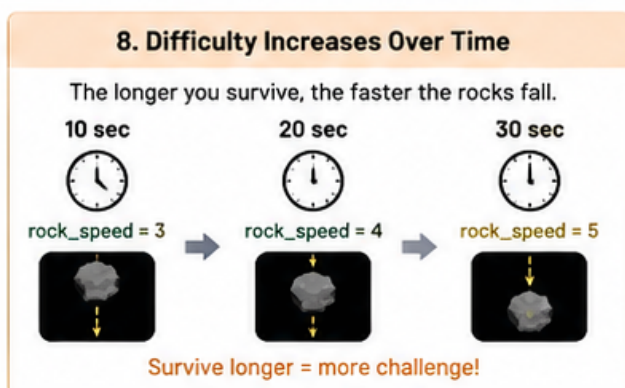 8. Difficulty Increases Over Time
The longer you survive, the faster the rocks fall.
10 sec
20 sec
30 sec
rock_speed = 3
rock_speed = 4
rock_speed = 5
Survive longer = more challenge!